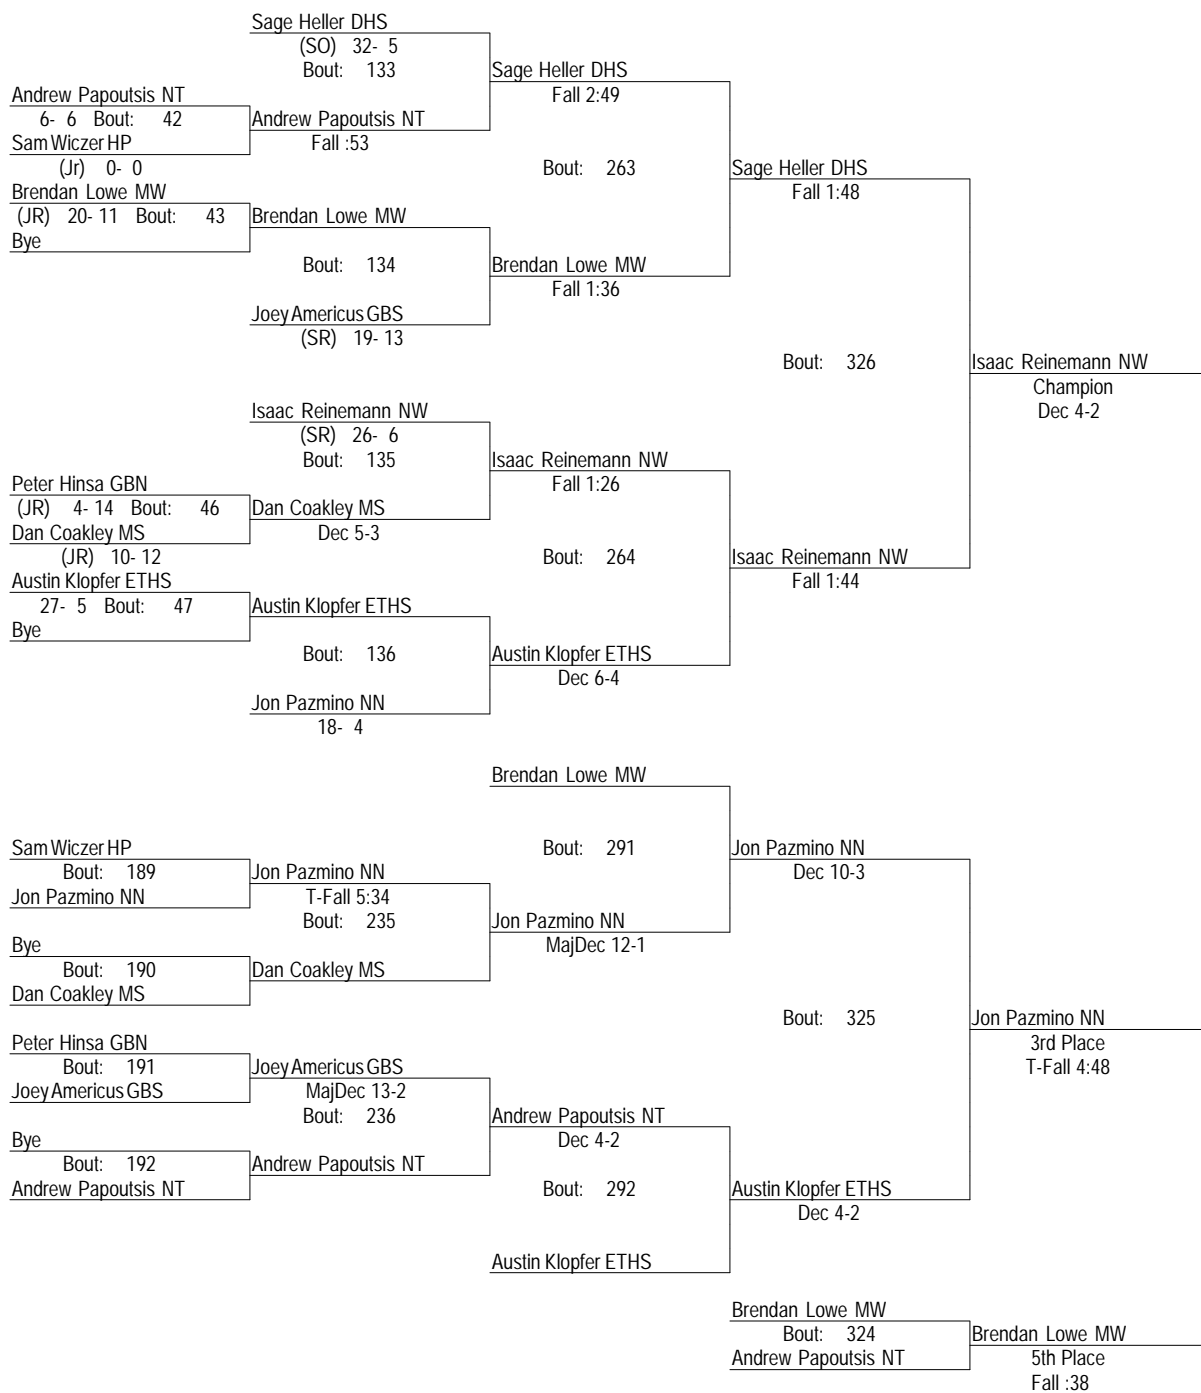 Sage Heller DHS
(SO) 32- 5
Bout: 133
Sage Heller DHS
Fall 2:49
Andrew Papoutsis NT
6- 6 Bout: 42
Andrew Papoutsis NT
Fall :53
Sam Wiczer HP
(Jr) 0- 0
Bout: 263
Sage Heller DHS
Fall 1:48
Brendan Lowe MW
(JR) 20- 11 Bout: 43
Brendan Lowe MW
Bye
Bout: 134
Brendan Lowe MW
Fall 1:36
Joey Americus GBS
(SR) 19- 13
Bout: 326
Isaac Reinemann NW
Champion
Dec 4-2
Isaac Reinemann NW
(SR) 26- 6
Bout: 135
Isaac Reinemann NW
Fall 1:26
Peter Hinsa GBN
(JR) 4- 14 Bout: 46
Dan Coakley MS
Dec 5-3
Dan Coakley MS
(JR) 10- 12
Bout: 264
Isaac Reinemann NW
Fall 1:44
Austin Klopfer ETHS
27- 5 Bout: 47
Austin Klopfer ETHS
Bye
Bout: 136
Austin Klopfer ETHS
Dec 6-4
Jon Pazmino NN
18- 4
Brendan Lowe MW
Sam Wiczer HP
Bout: 189
Jon Pazmino NN
Bout: 291
Jon Pazmino NN
Dec 10-3
Jon Pazmino NN
T-Fall 5:34
Bout: 235
Jon Pazmino NN
MajDec 12-1
Bye
Bout: 190
Dan Coakley MS
Dan Coakley MS
Bout: 325
Jon Pazmino NN
3rd Place
T-Fall 4:48
Peter Hinsa GBN
Bout: 191
Joey Americus GBS
Joey Americus GBS
MajDec 13-2
Bout: 236
Andrew Papoutsis NT
Dec 4-2
Bye
Bout: 192
Andrew Papoutsis NT
Andrew Papoutsis NT
Bout: 292
Austin Klopfer ETHS
Dec 4-2
Austin Klopfer ETHS
Brendan Lowe MW
Bout: 324
Brendan Lowe MW
Andrew Papoutsis NT
5th Place
Fall :38